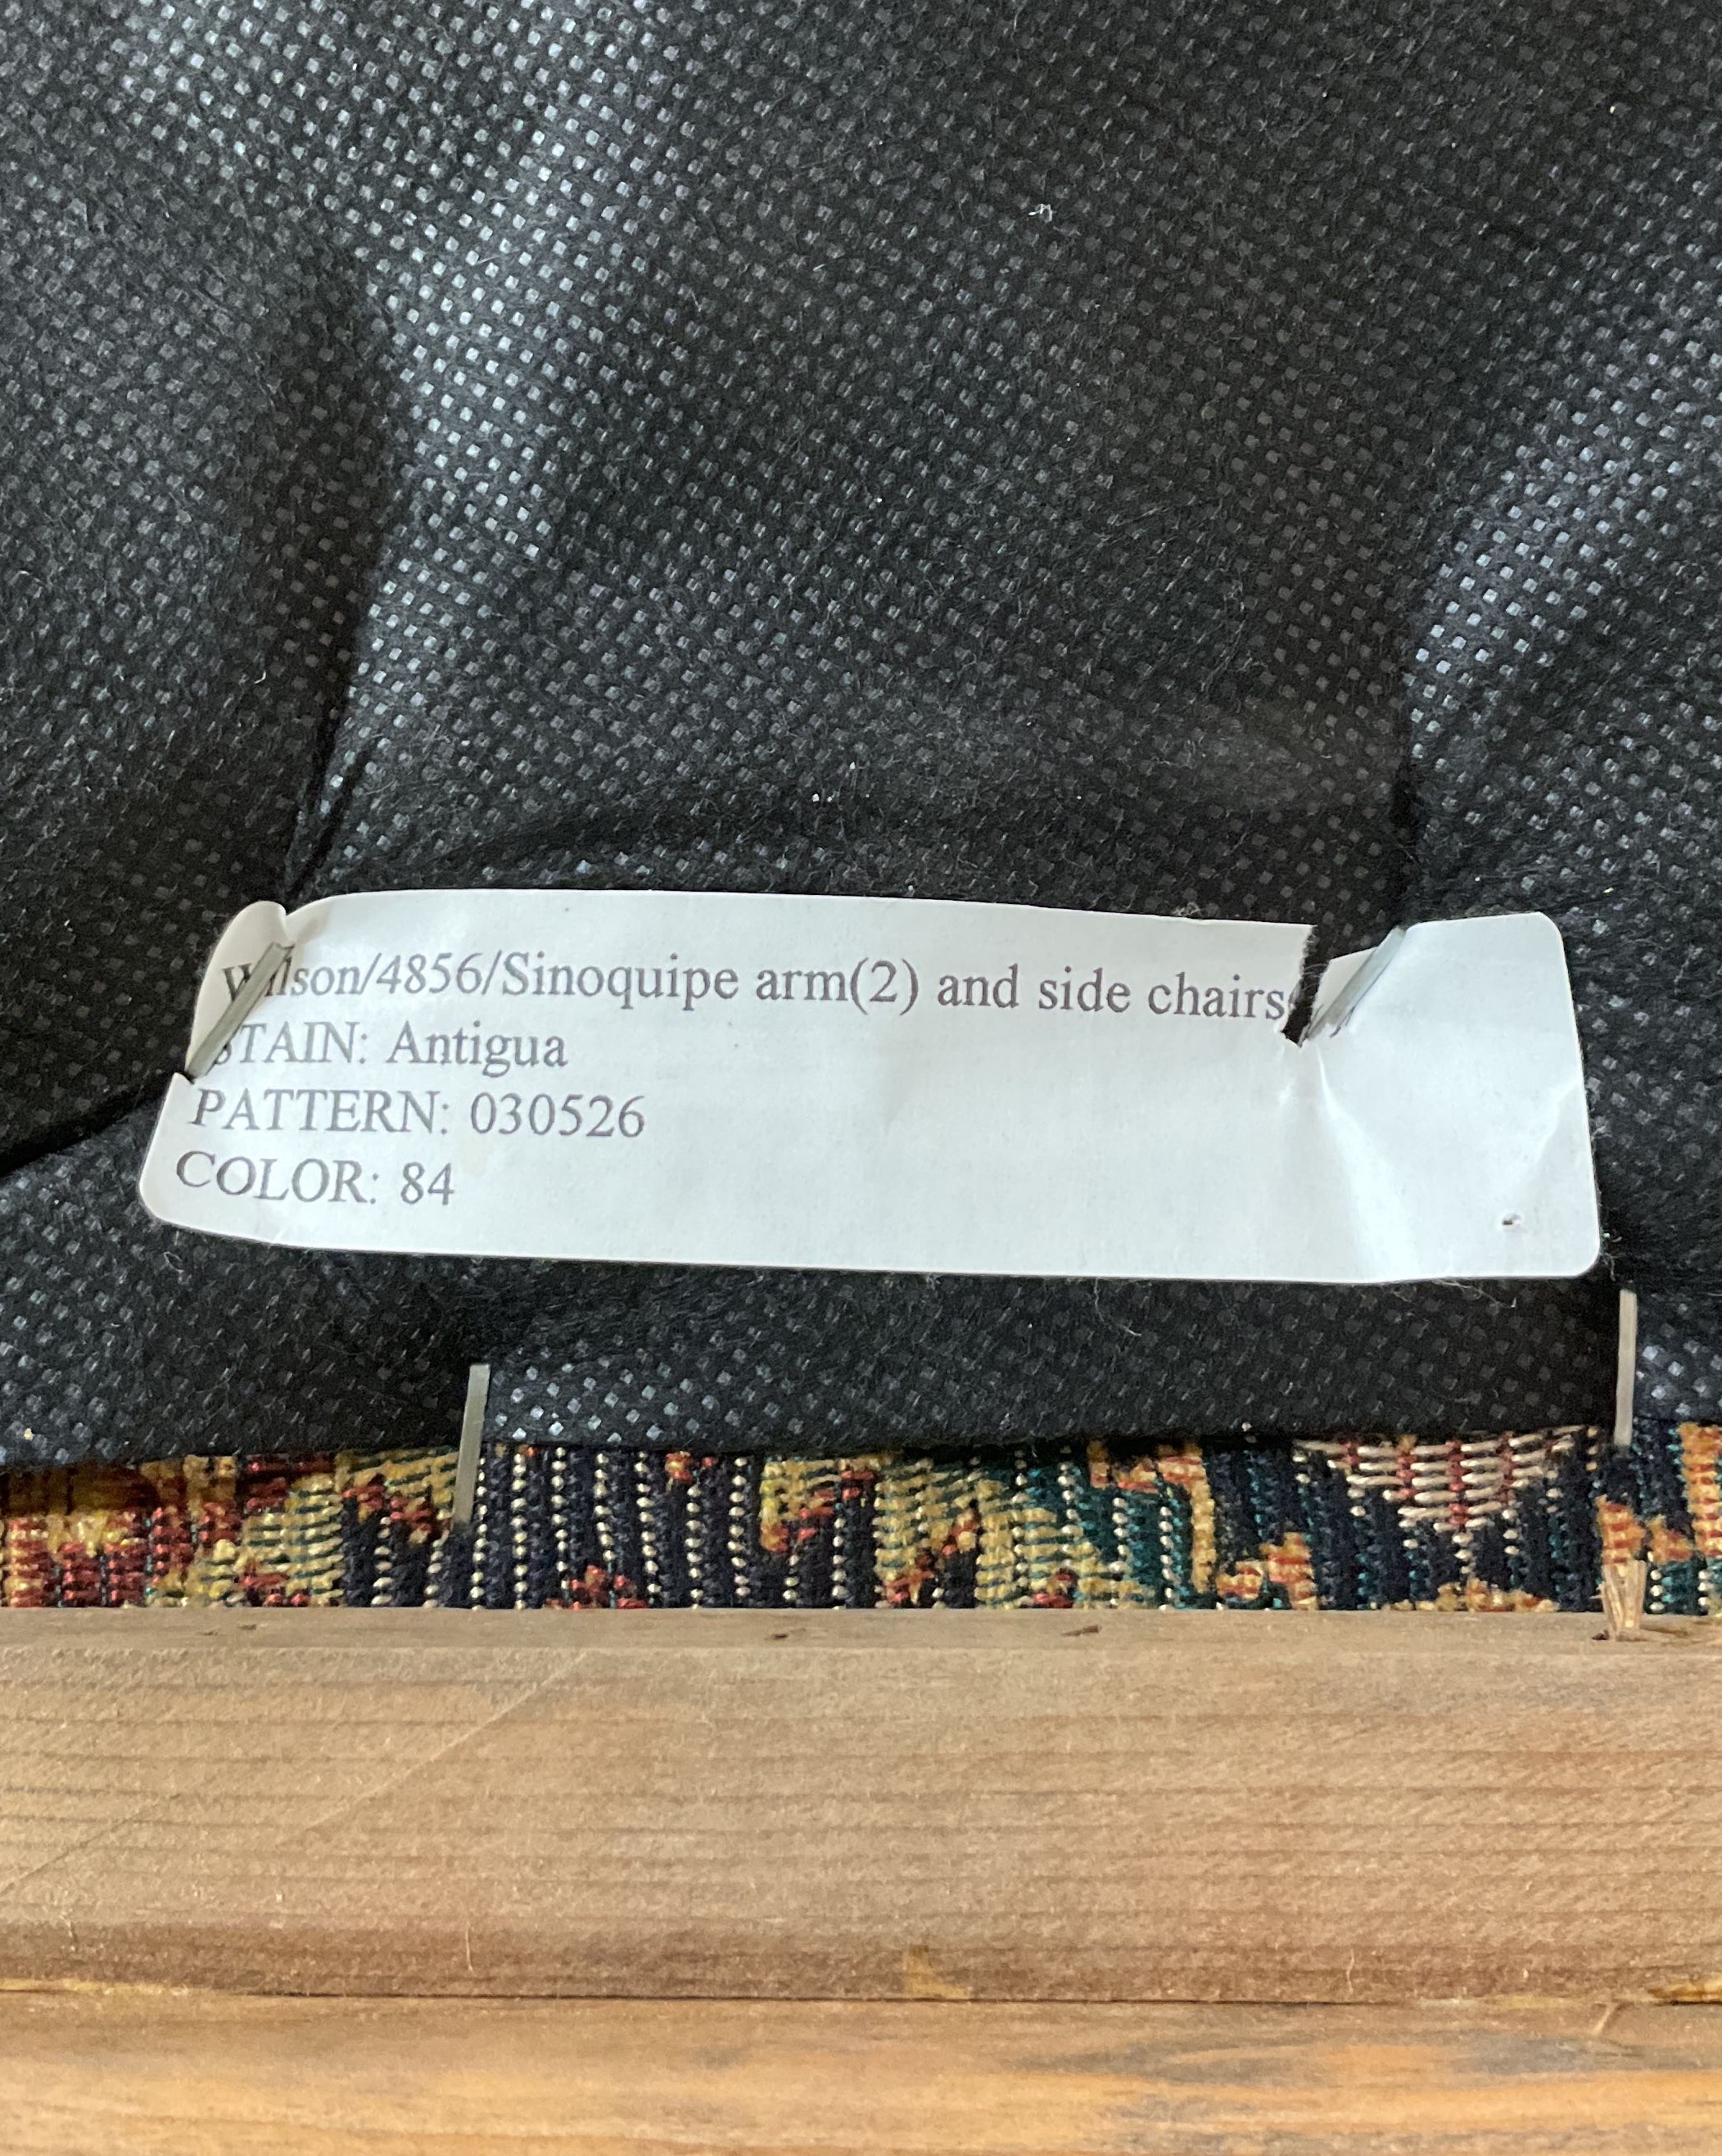 Wilson/4856/Sinoquipe arm(2) and side chairs
STAIN: Antigua
PATTERN: 030526
COLOR: 84